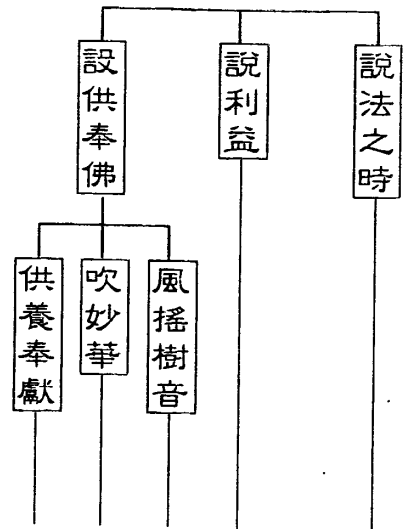 說法之時
說利益
設供奉佛
風搖樹音
吹妙華
供養奉獻